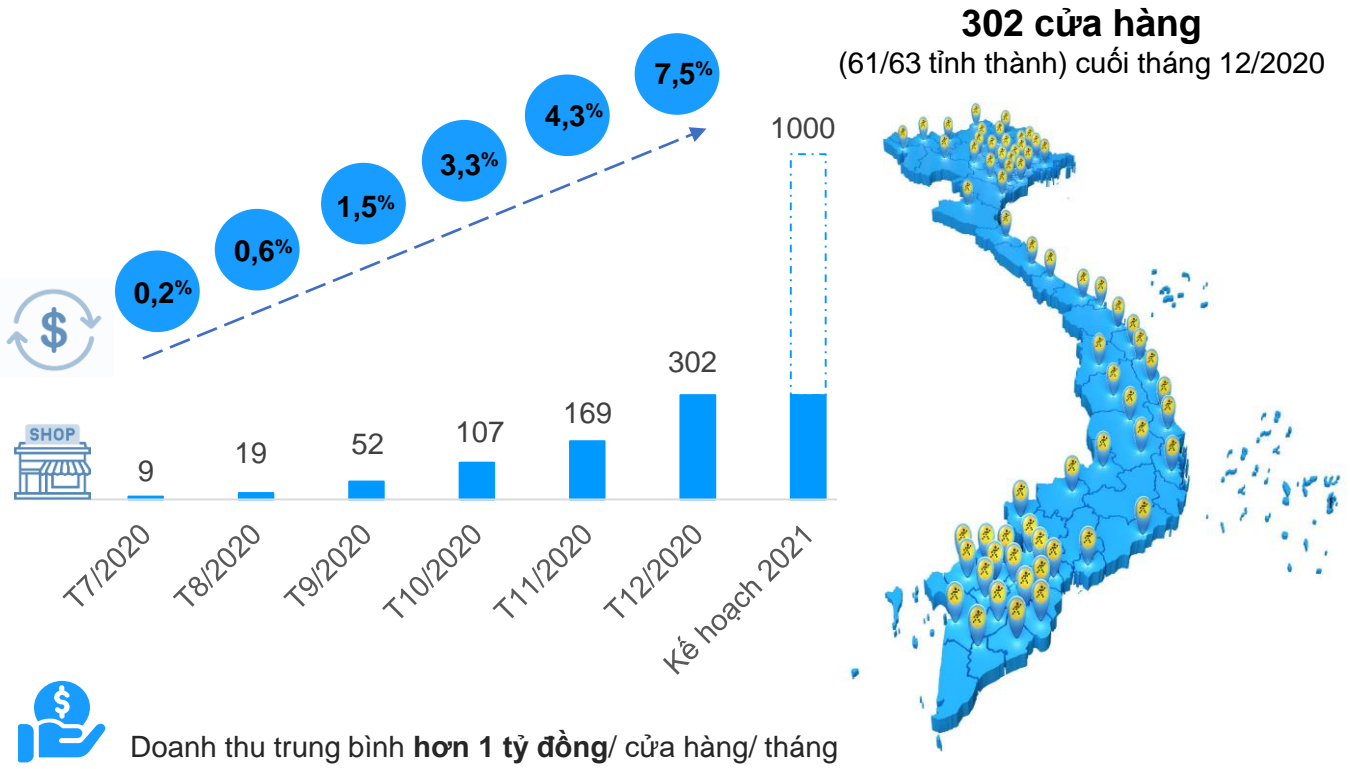 302 cửa hàng
(61/63 tỉnh thành) cuối tháng 12/2020
7,5%
4,3%
3,3%
1,5%
0,6%
0,2%
$
SHOP
9
19
52
107
169
302
1000
T7/2020
T8/2020
T9/2020
T10/2020
T11/2020
T12/2020
Kế hoạch 2021
$
Doanh thu trung bình hơn 1 tỷ đồng/ cửa hàng/ tháng